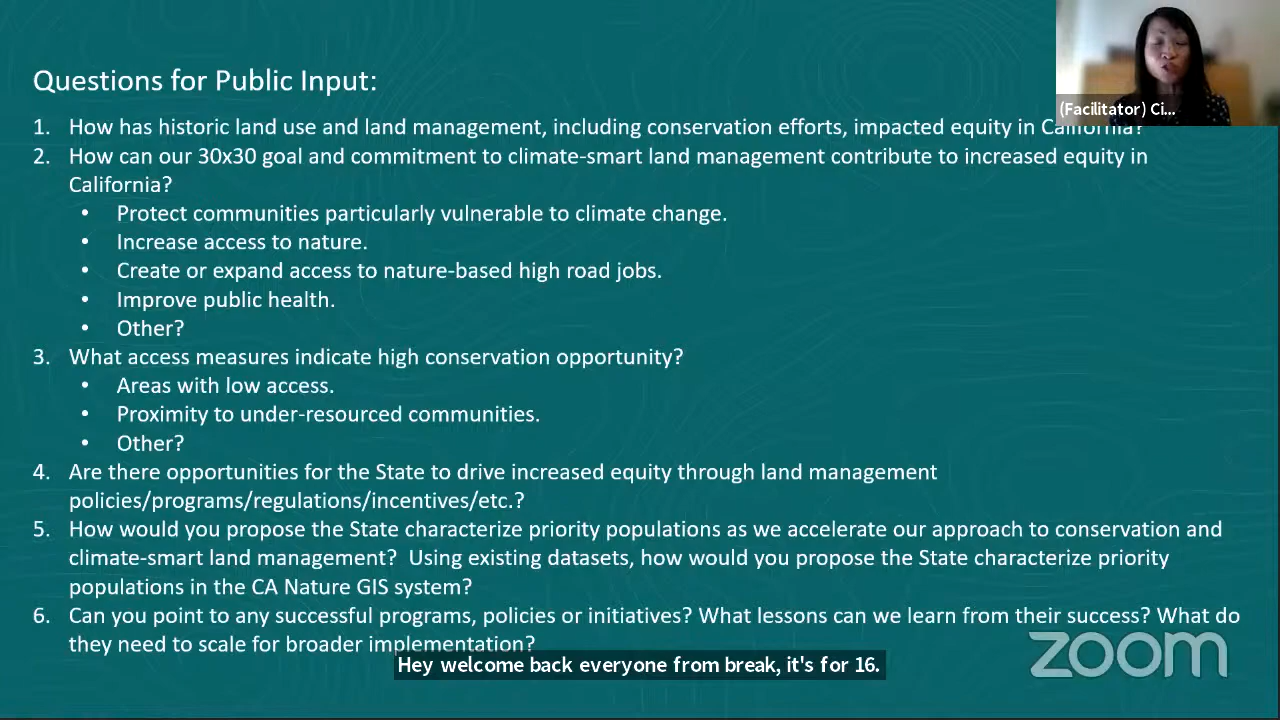 Questions for Public Input:
(Facilitator) Ci...
1. How has historic land use and land management, including conservation efforts, impacted equity in California?
2. How can our 30x30 goal and commitment to climate-smart land management contribute to increased equity in
California?
• Protect communities particularly vulnerable to climate change.
• Increase access to nature.
• Create or expand access to nature-based high road jobs.
• Improve public health.
• Other?
3. What access measures indicate high conservation opportunity?
• Areas with low access.
• Proximity to under-resourced communities.
• Other?
4. Are there opportunities for the State to drive increased equity through land management
policies/programs/regulations/incentives/etc.?
5. How would you propose the State characterize priority populations as we accelerate our approach to conservation and
climate-smart land management? Using existing datasets, how would you propose the State characterize priority
populations in the CA Nature GIS system?
6. Can you point to any successful programs, policies or initiatives? What lessons can we learn from their success? What do
they need to scale for broader implementation?
Hey welcome back everyone from break, it's for 16.
zoom